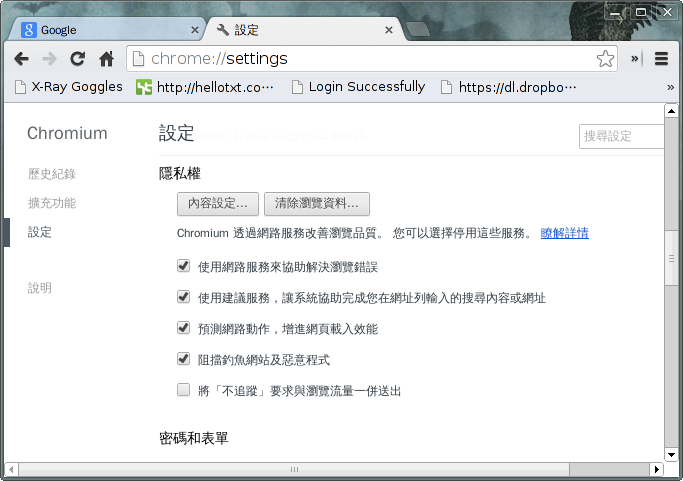 Google
設定
chrome://settings
X-Ray Goggles
http://hellotxt.co…
Login Successfully
https://dl.dropbo…
»
Chromium
設定
搜尋設定
歷史紀錄
擴充功能
設定
說明
隱私權
內容設定...
清除瀏覽資料...
Chromium 透過網路服務改善瀏覽品質。 您可以選擇停用這些服務。 瞭解詳情
使用網路服務來協助解決瀏覽錯誤
使用建議服務，讓系統協助完成您在網址列輸入的搜尋內容或網址
預測網路動作，增進網頁載入效能
阻擋釣魚網站及惡意程式
將「不追蹤」要求與瀏覽流量一併送出
密碼和表單